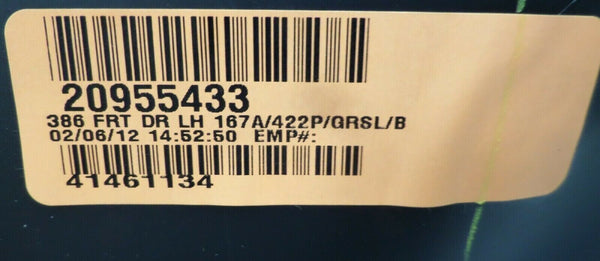 20955433
386 FRT DR LH 167A/422P/GRSL/B
02/06/12 14:52:50 EMP#:
41461134